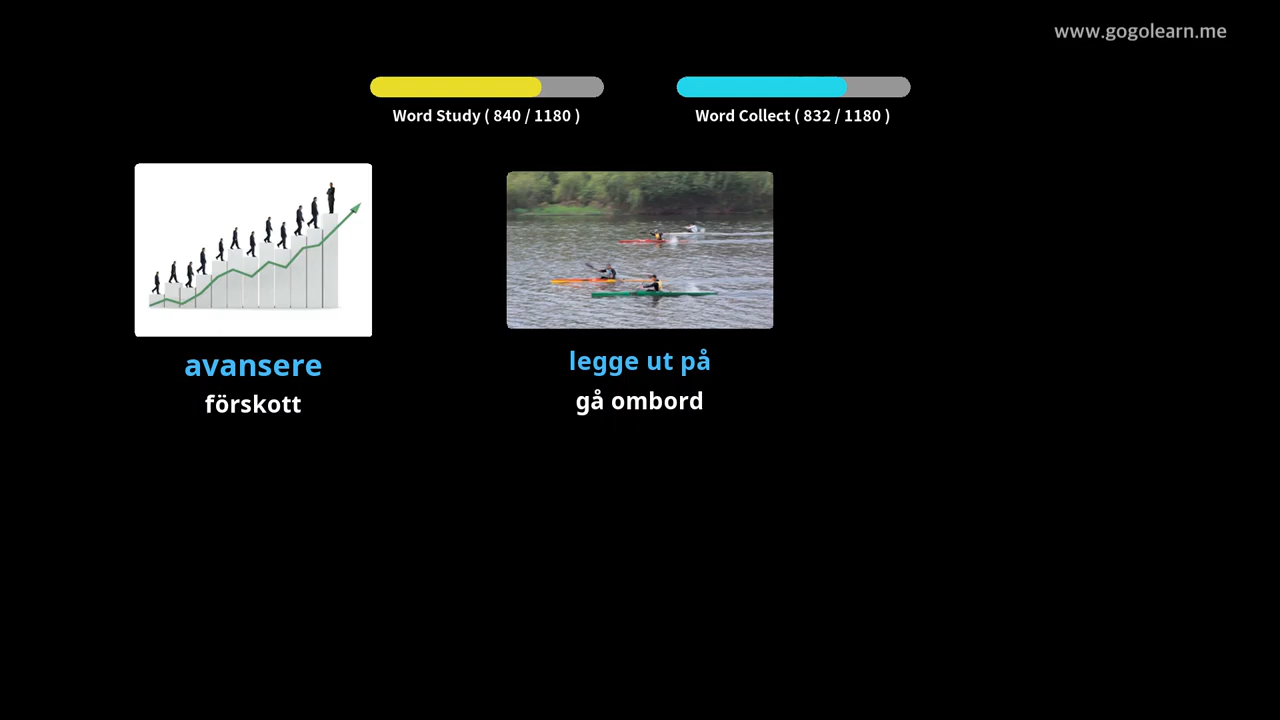 www.gogolearn.me
Word Study ( 840 / 1180 )
Word Collect ( 832 / 1180 )
avansere
förskott
legge ut på
gå ombord